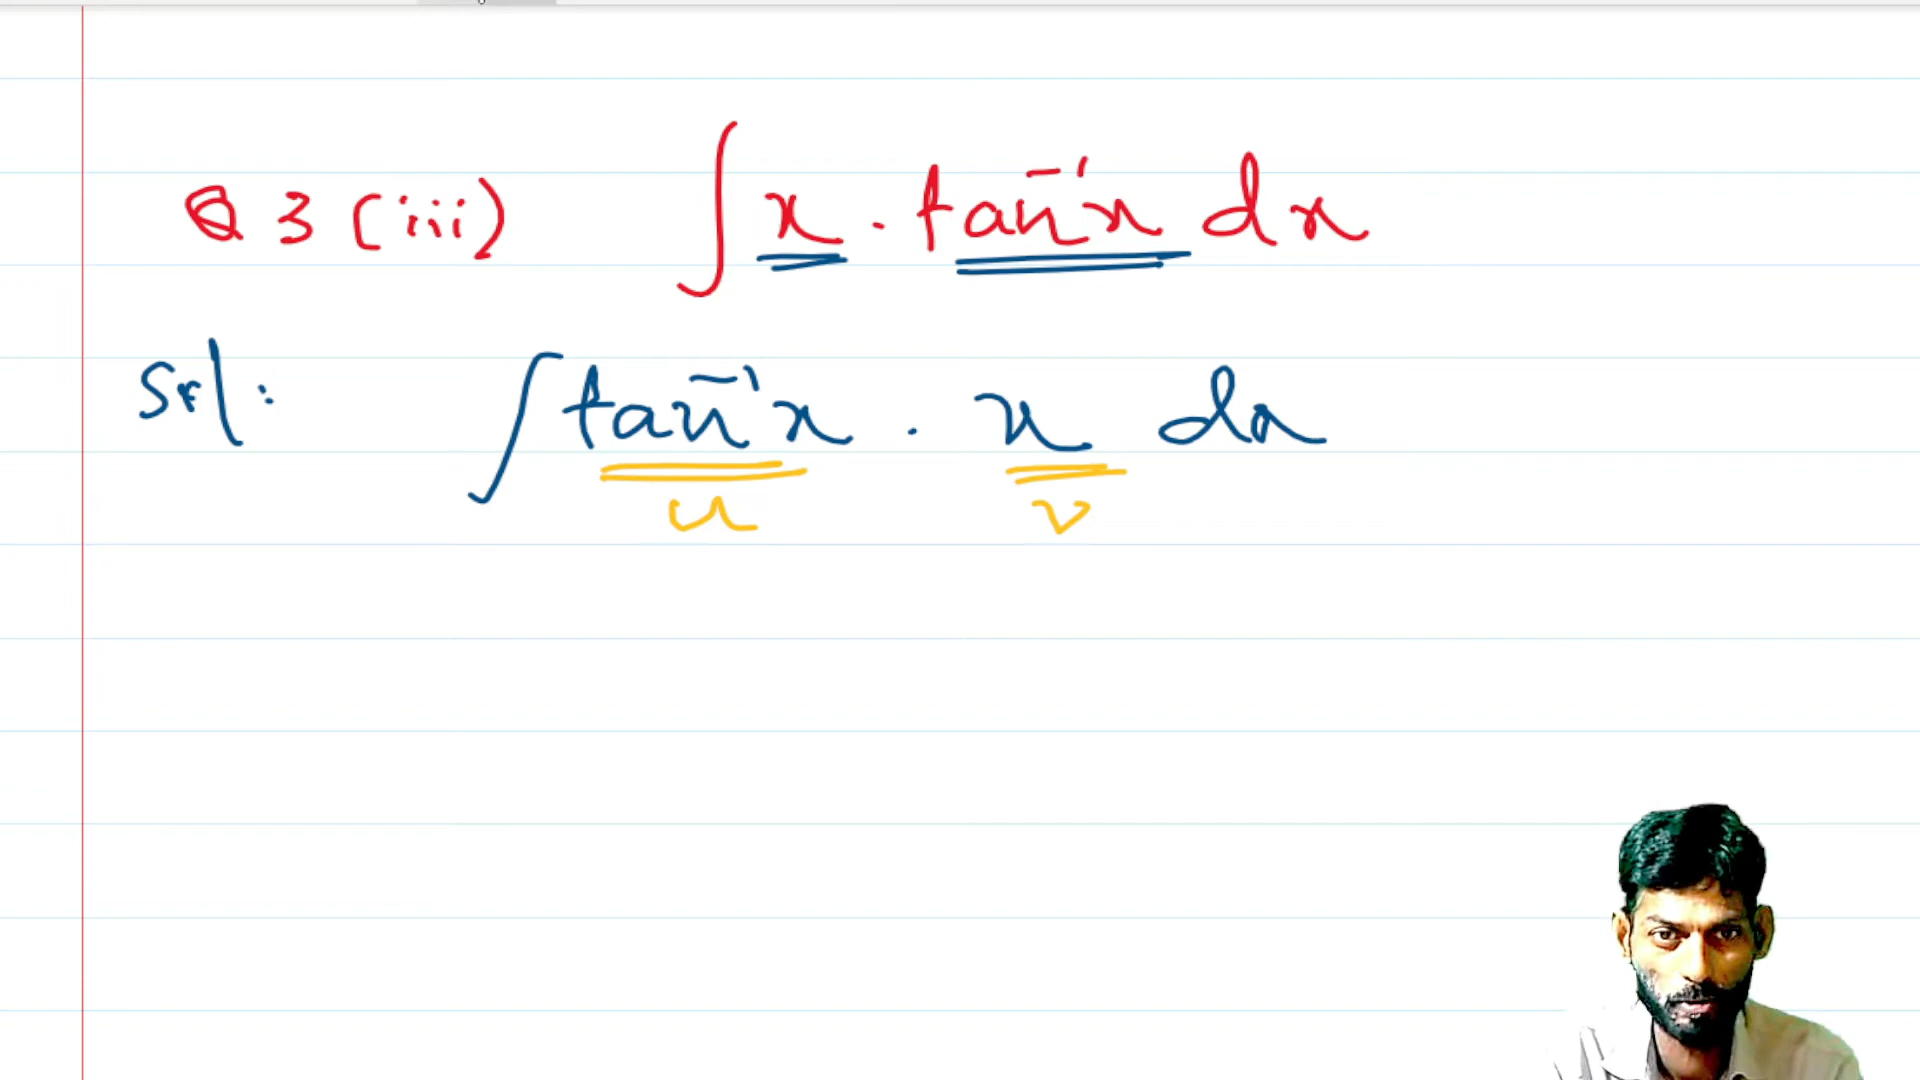 Q 3 (iii) ∫ x . tan⁻¹x dx
Sol: ∫ tan⁻¹x . x dx
u v